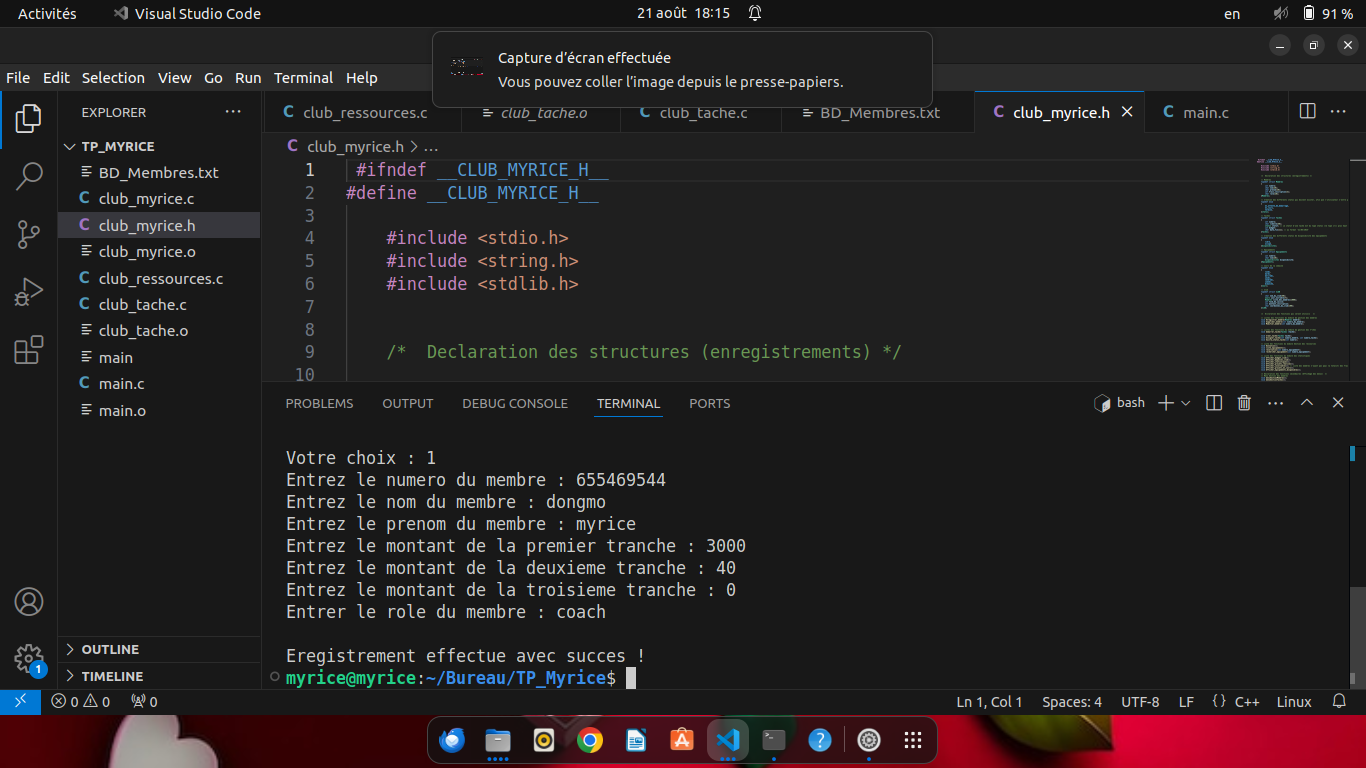 Activités
Visual Studio Code
21 août 18:15
en
91 %
Capture d'écran effectuée
Vous pouvez coller l'image depuis le presse-papiers.
File Edit Selection View Go Run Terminal Help
EXPLORER
TP_MYRICE
BD_Membres.txt
club_myrice.c
club_myrice.h
club_myrice.o
club_ressources.c
club_tache.c
club_tache.o
main
main.c
main.o
OUTLINE
TIMELINE
club_ressources.c
club_tache.o
club_tache.c
BD_Membres.txt
club_myrice.h
main.c
club_myrice.h > ...
1 #ifndef __CLUB_MYRICE_H__
2 #define __CLUB_MYRICE_H__
3
4 #include <stdio.h>
5 #include <string.h>
6 #include <stdlib.h>
7
8
9 /* Declaration des structures (enregistrements) */
10
PROBLEMS OUTPUT DEBUG CONSOLE TERMINAL PORTS
bash
Votre choix : 1
Entrez le numero du membre : 655469544
Entrez le nom du membre : dongmo
Entrez le prenom du membre : myrice
Entrez le montant de la premier tranche : 3000
Entrez le montant de la deuxieme tranche : 40
Entrez le montant de la troisieme tranche : 0
Entrer le role du membre : coach
Eregistrement effectue avec succes !
myrice@myrice:~/Bureau/TP_Myrice$
1
0 0 0
Ln 1, Col 1 Spaces: 4 UTF-8 LF {} C++ Linux